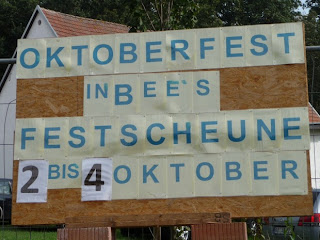 OKTOBERFEST
IN BEE`S
FESTSCHEUNE
2 BIS 4 OKTOBER